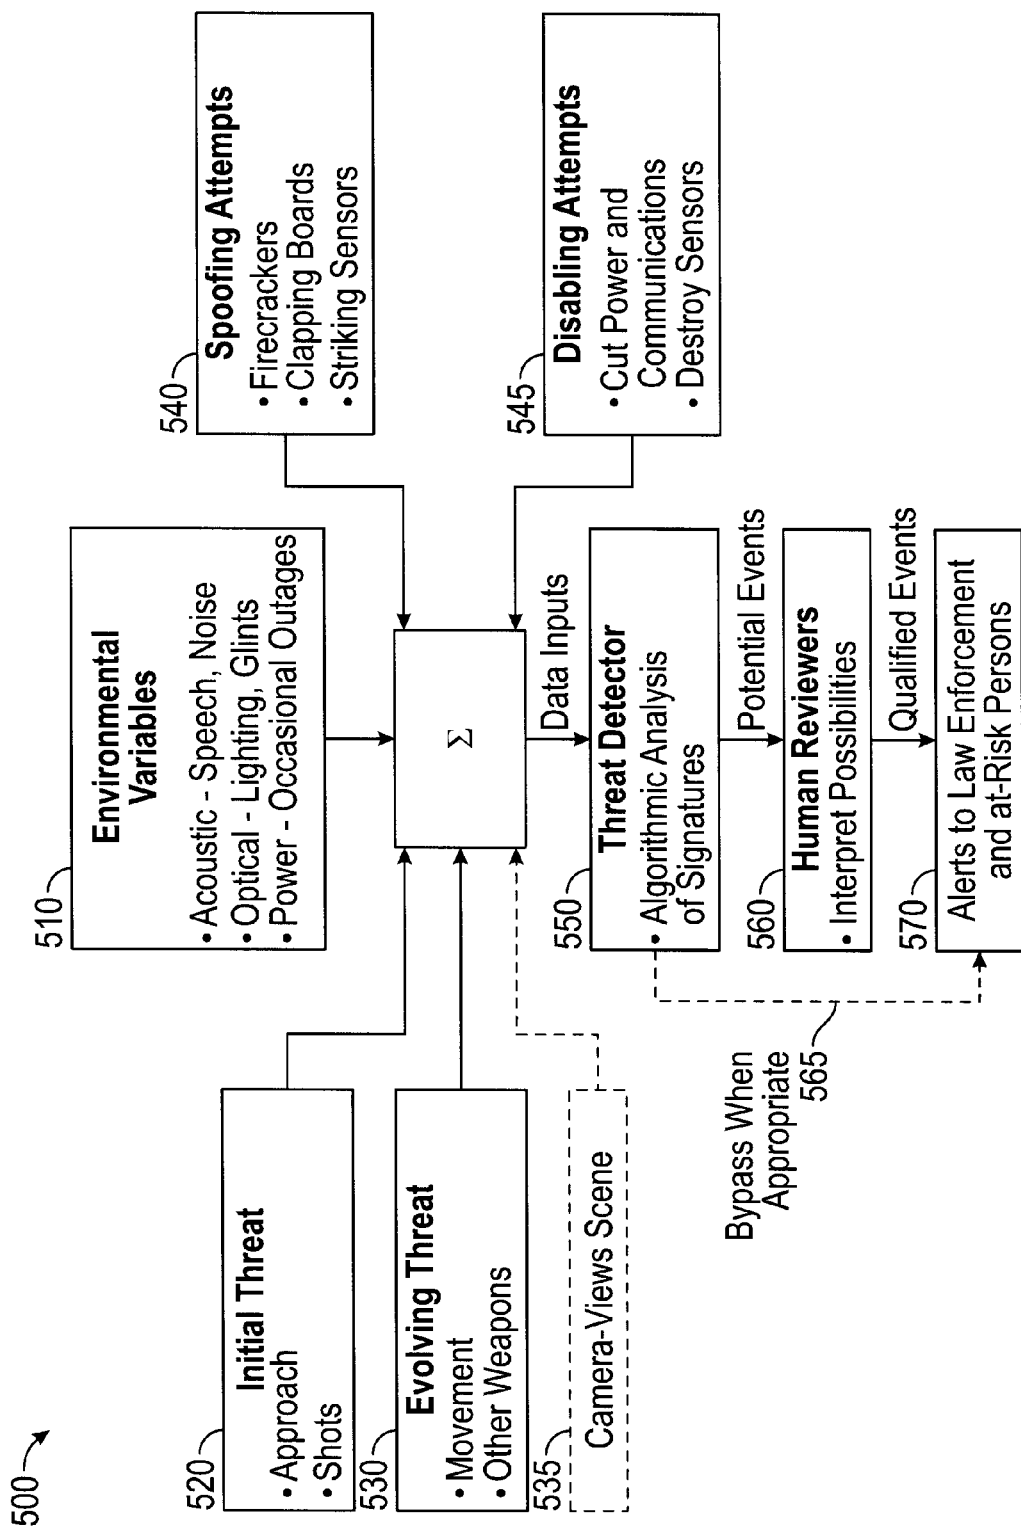 500
510
Environmental
Variables
• Acoustic - Speech, Noise
• Optical - Lighting, Glints
• Power - Occasional Outages
520
Initial Threat
• Approach
• Shots
530
Evolving Threat
• Movement
• Other Weapons
535
Camera-Views Scene
540
Spoofing Attempts
• Firecrackers
• Clapping Boards
• Striking Sensors
545
Disabling Attempts
• Cut Power and
Communications
• Destroy Sensors
Σ
Data Inputs
550
Threat Detector
• Algorithmic Analysis
of Signatures
Potential Events
560
Human Reviewers
• Interpret Possibilities
Qualified Events
Bypass When
Appropriate
565
570
Alerts to Law Enforcement
and at-Risk Persons